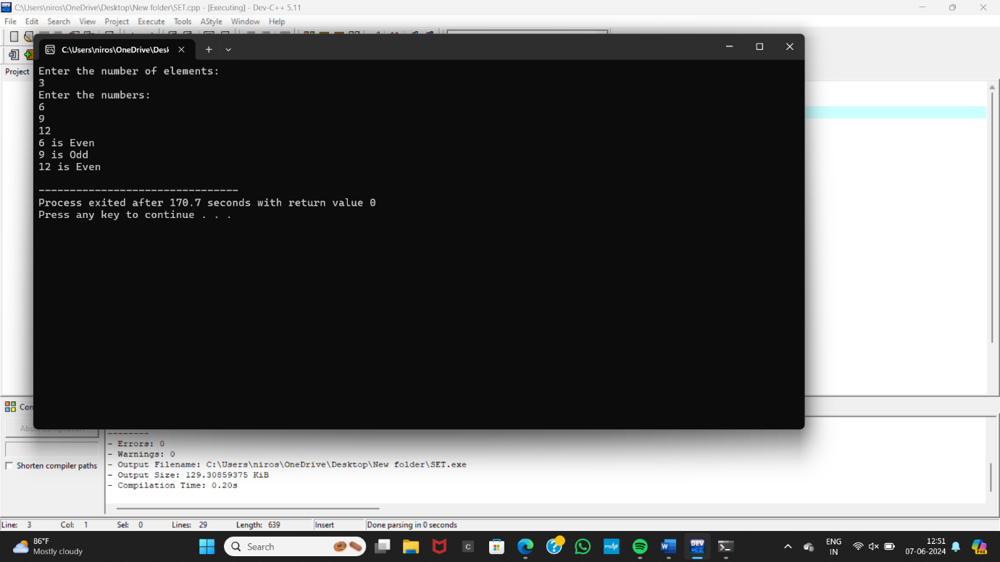 C:\Users\niros\OneDrive\Desktop\New folder\SET.cpp - [Executing] - Dev-C++ 5.11
File Edit Search View Project Execute Tools AStyle Window Help
C:\Users\niros\OneDrive\Desl
Project
Enter the number of elements:
3
Enter the numbers:
6
9
12
6 is Even
9 is Odd
12 is Even
--------------------------------
Process exited after 170.7 seconds with return value 0
Press any key to continue . . .
--------
- Errors: 0
- Warnings: 0
- Output Filename: C:\Users\niros\OneDrive\Desktop\New folder\SET.exe
- Output Size: 129.30859375 KiB
- Compilation Time: 0.20s
Shorten compiler paths
Line: 3 Col: 1 Sel: 0 Lines: 29 Length: 639 Insert Done parsing in 0 seconds
86°F
Mostly cloudy
Search
DEV
ENG
IN
12:51
07-06-2024
PRE